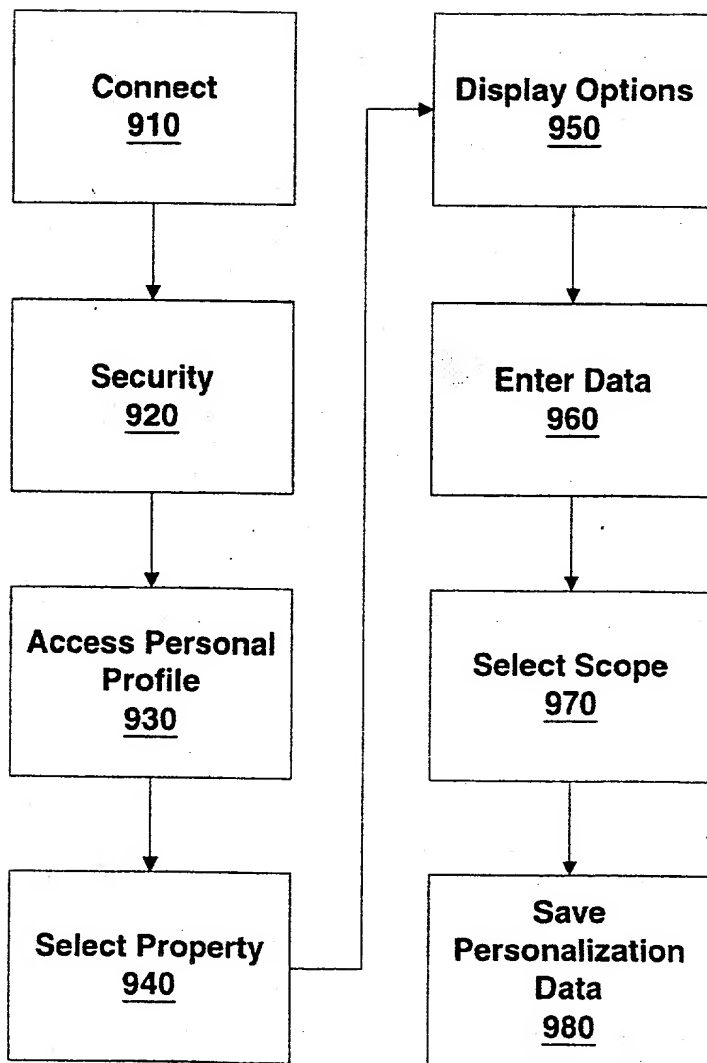 Connect
910
Security
920
Access Personal
Profile
930
Select Property
940
Display Options
950
Enter Data
960
Select Scope
970
Save
Personalization
Data
980